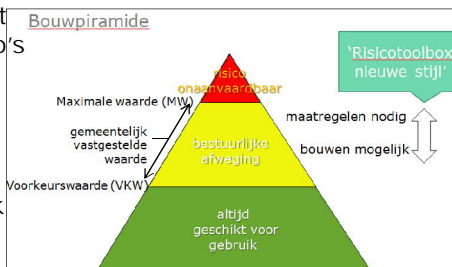 t
o's
k
Bouwpiramide
'Risicotoolbox
nieuwe stijl'
risico
onaanvaardbaar
Maximale waarde (MW)
gemeentelijk
vastgestelde
waarde
bestuurlijke
afweging
maatregelen nodig
bouwen mogelijk
Voorkeurswaarde (VKW)
altijd
geschikt voor
gebruik